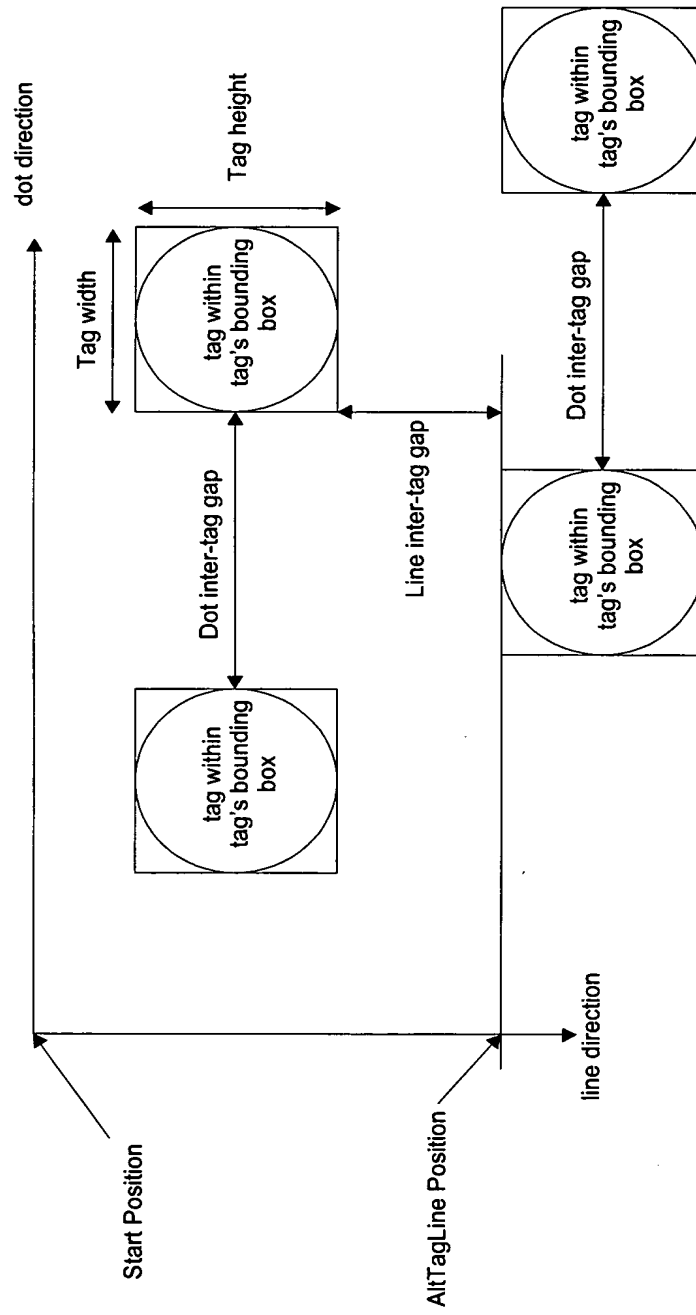 dot direction
Tag width
Tag height
tag within
tag's bounding
box
Dot inter-tag gap
tag within
tag's bounding
box
Line inter-tag gap
Start Position
AltTagLine Position
line direction
tag within
tag's bounding
box
Dot inter-tag gap
tag within
tag's bounding
box